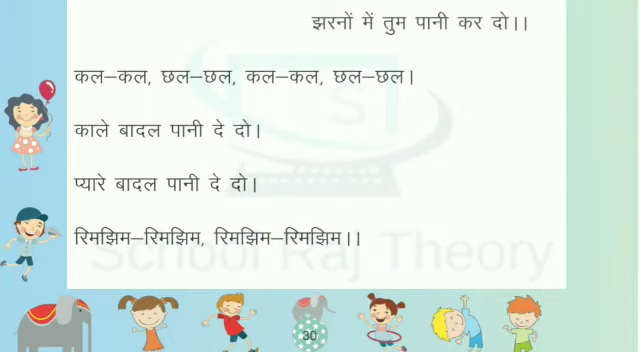 झरनों में तुम पानी कर दो।।
कल–कल, छल–छल, कल–कल, छल–छल।
काले बादल पानी दे दो।
प्यारे बादल पानी दे दो।
रिमझिम–रिमझिम, रिमझिम–रिमझिम।।
School Raj Theory
30